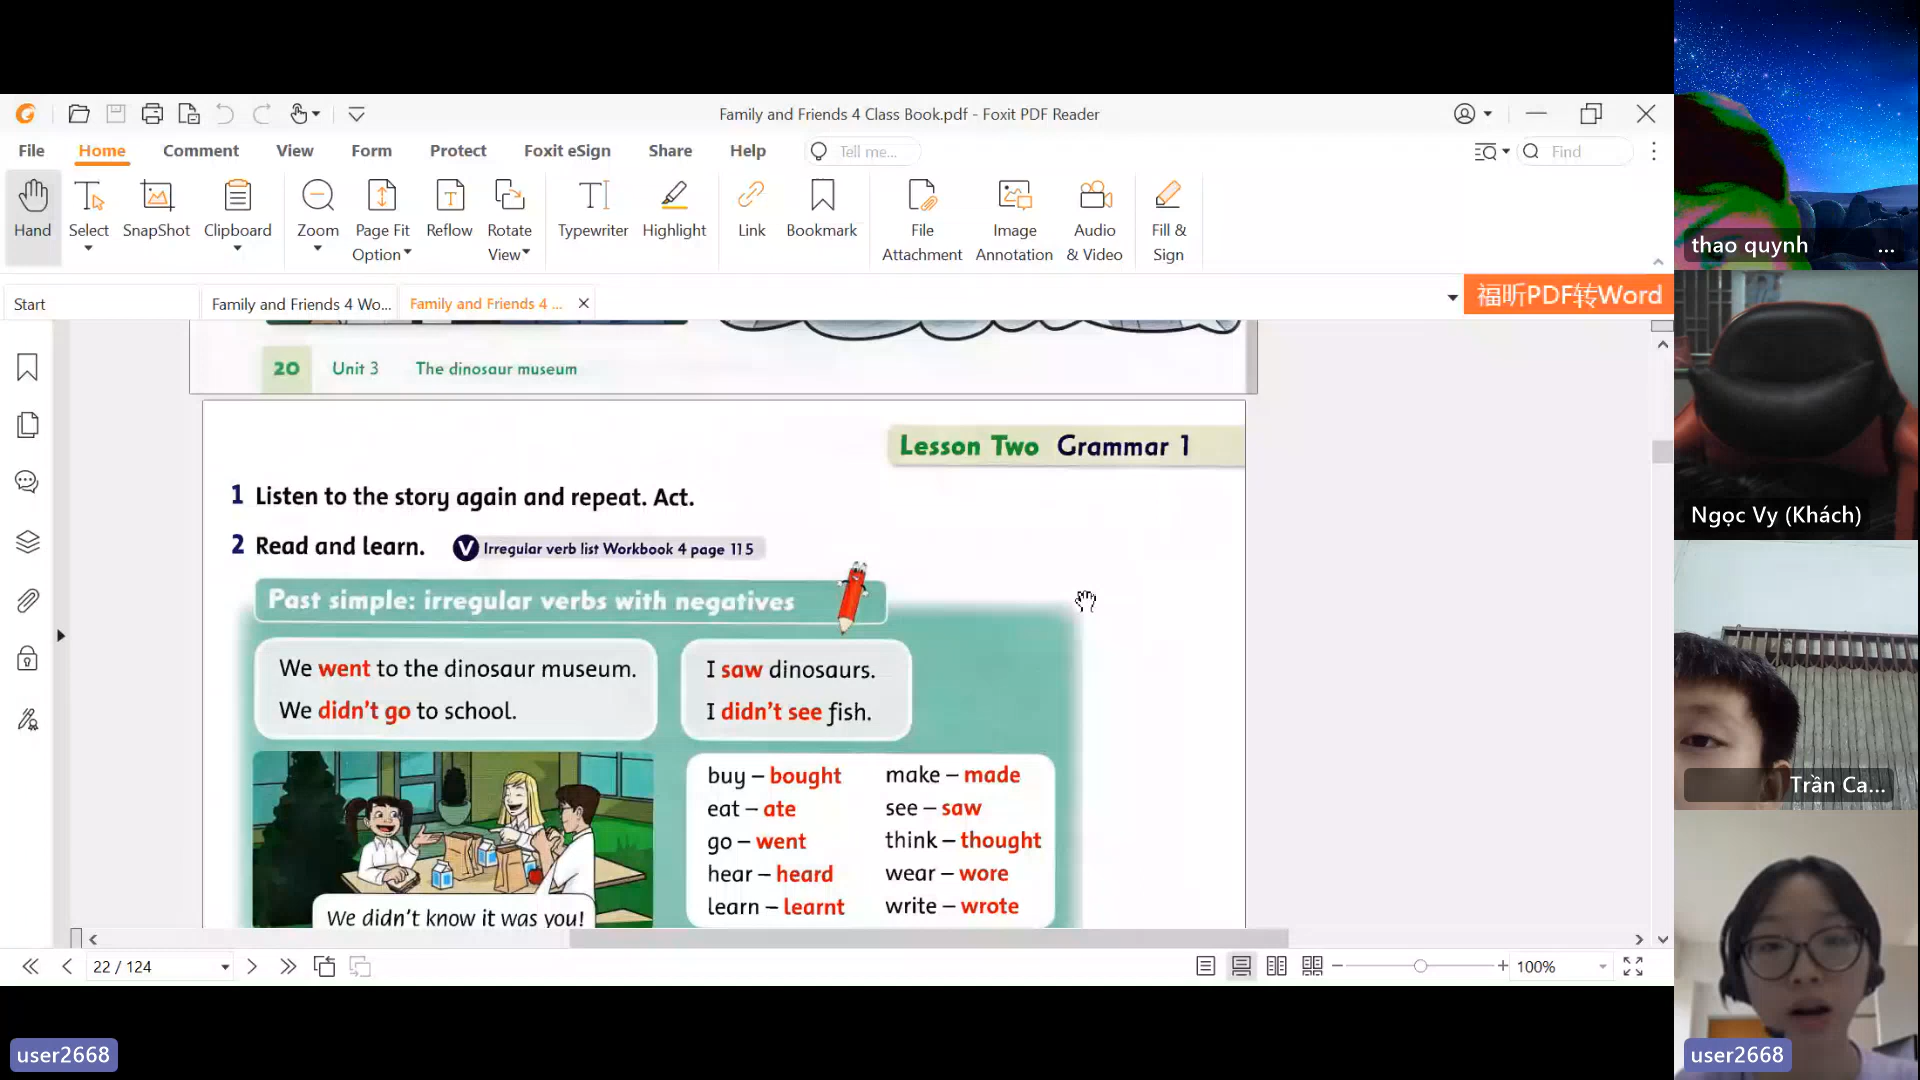 Family and Friends 4 Class Book.pdf - Foxit PDF Reader
File Home Comment View Form Protect Foxit eSign Share Help Tell me... Find
Hand Select SnapShot Clipboard Zoom Page Fit Option Reflow Rotate View Typewriter Highlight Link Bookmark File Attachment Image Annotation Audio & Video Fill & Sign
Start Family and Friends 4 Wo... Family and Friends 4 ... 福昕PDF转Word
20 Unit 3 The dinosaur museum
Lesson Two Grammar 1
1 Listen to the story again and repeat. Act.
2 Read and learn. V Irregular verb list Workbook 4 page 115
Past simple: irregular verbs with negatives
We went to the dinosaur museum.
We didn't go to school.
I saw dinosaurs.
I didn't see fish.
buy – bought make – made
eat – ate see – saw
go – went think – thought
hear – heard wear – wore
learn – learnt write – wrote
We didn't know it was you!
22 / 124 100%
user2668
thao quynh ...
Ngọc Vy (Khách)
Trần Ca...
user2668